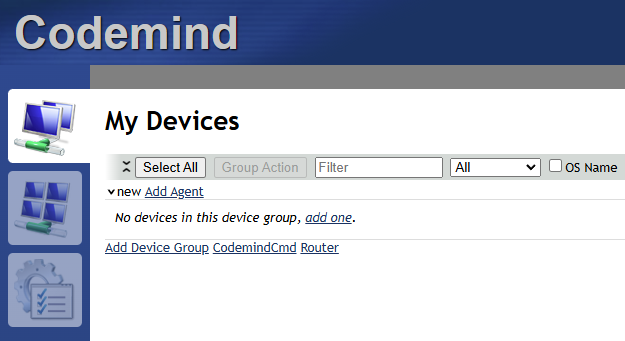 Codemind
My Devices
Select All Group Action Filter All OS Name
new Add Agent
No devices in this device group, add one.
Add Device Group CodemindCmd Router